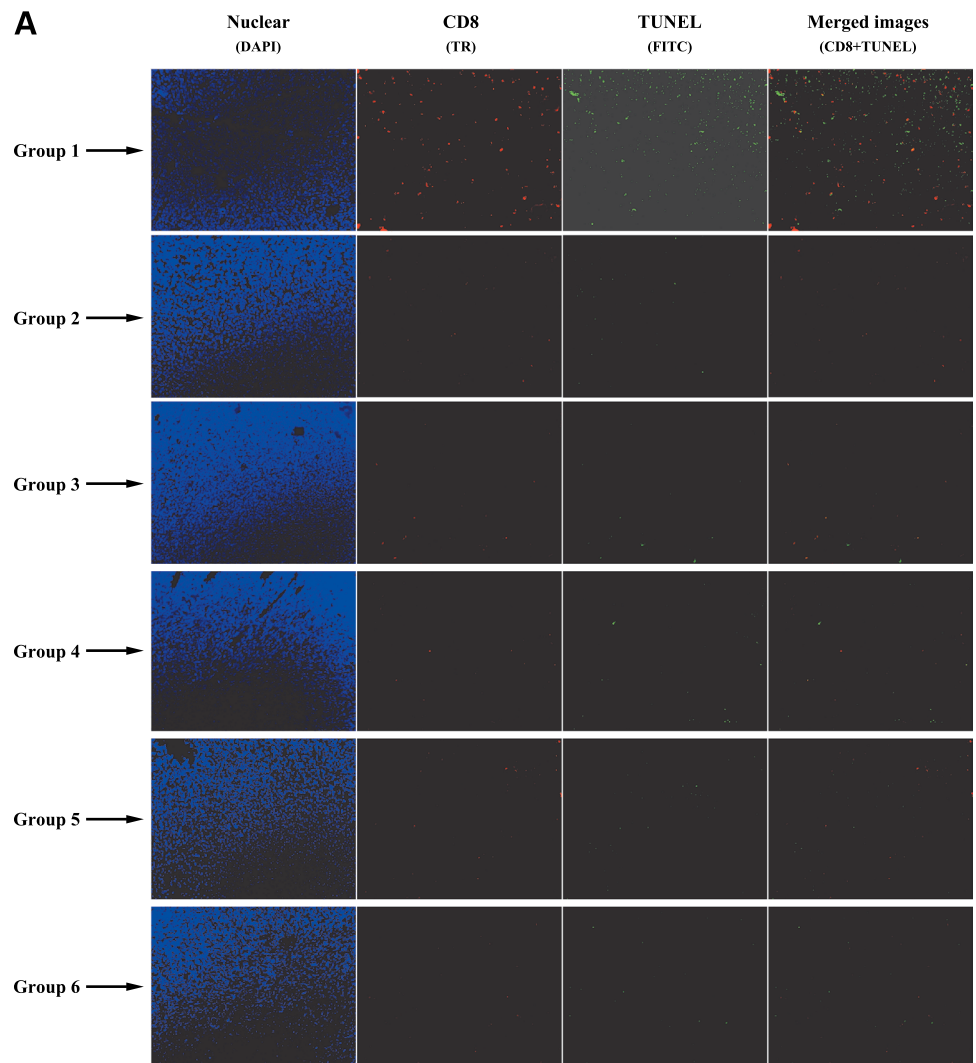 A
Nuclear
(DAPI)
CD8
(TR)
TUNEL
(FITC)
Merged images
(CD8+TUNEL)
Group 1
Group 2
Group 3
Group 4
Group 5
Group 6